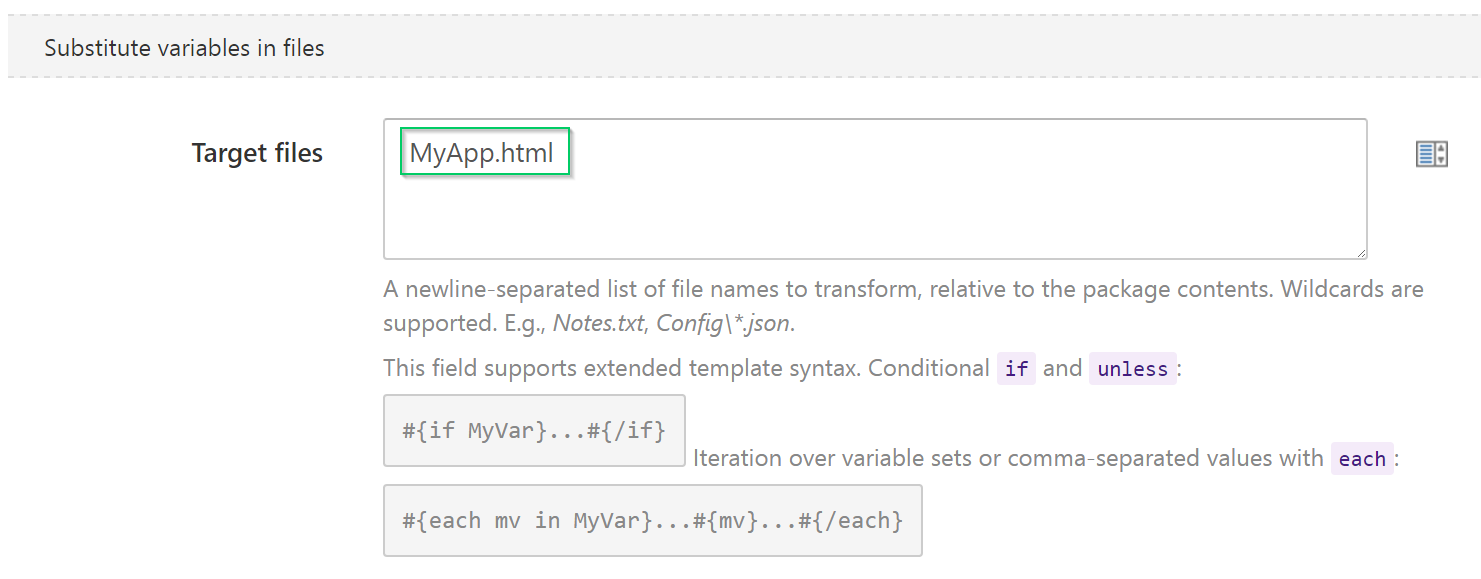 Substitute variables in files
Target files
MyApp.html
A newline-separated list of file names to transform, relative to the package contents. Wildcards are
supported. E.g., Notes.txt, Config\*.json.
This field supports extended template syntax. Conditional if and unless:
#{if MyVar}...#{/if}
Iteration over variable sets or comma-separated values with each:
#{each mv in MyVar}...#{mv}...#{/each}